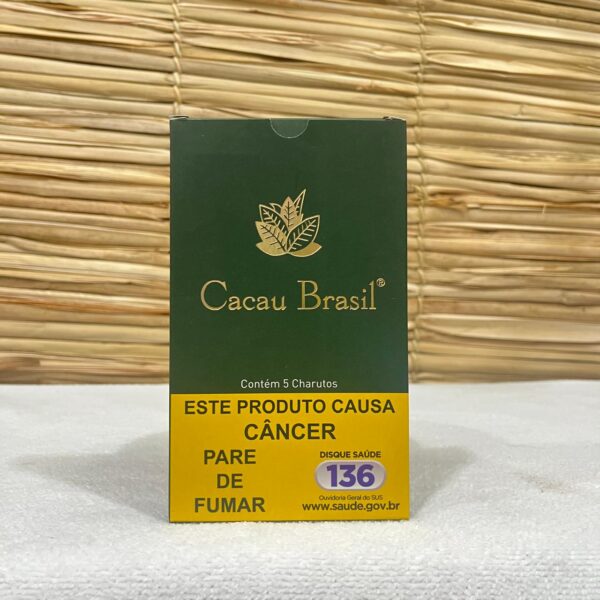 Cacau Brasil®
Contém 5 Charutos
ESTE PRODUTO CAUSA
CÂNCER
PARE
DE
FUMAR
DISQUE SAÚDE
136
Ouvidoria Geral do SUS
www.saude.gov.br